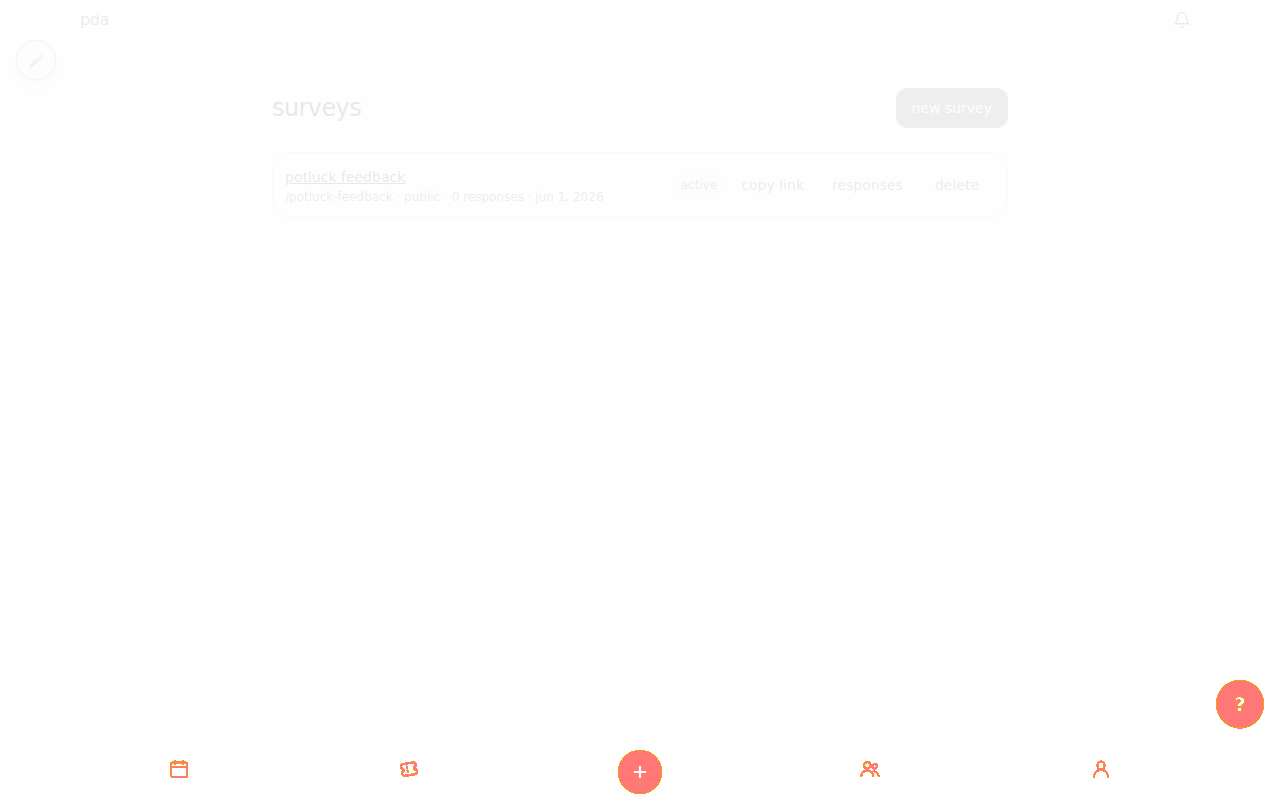 pda
surveys
new survey
potluck feedback
/potluck-feedback · public · 0 responses · jun 1, 2026
active
copy link
responses
delete
?
+